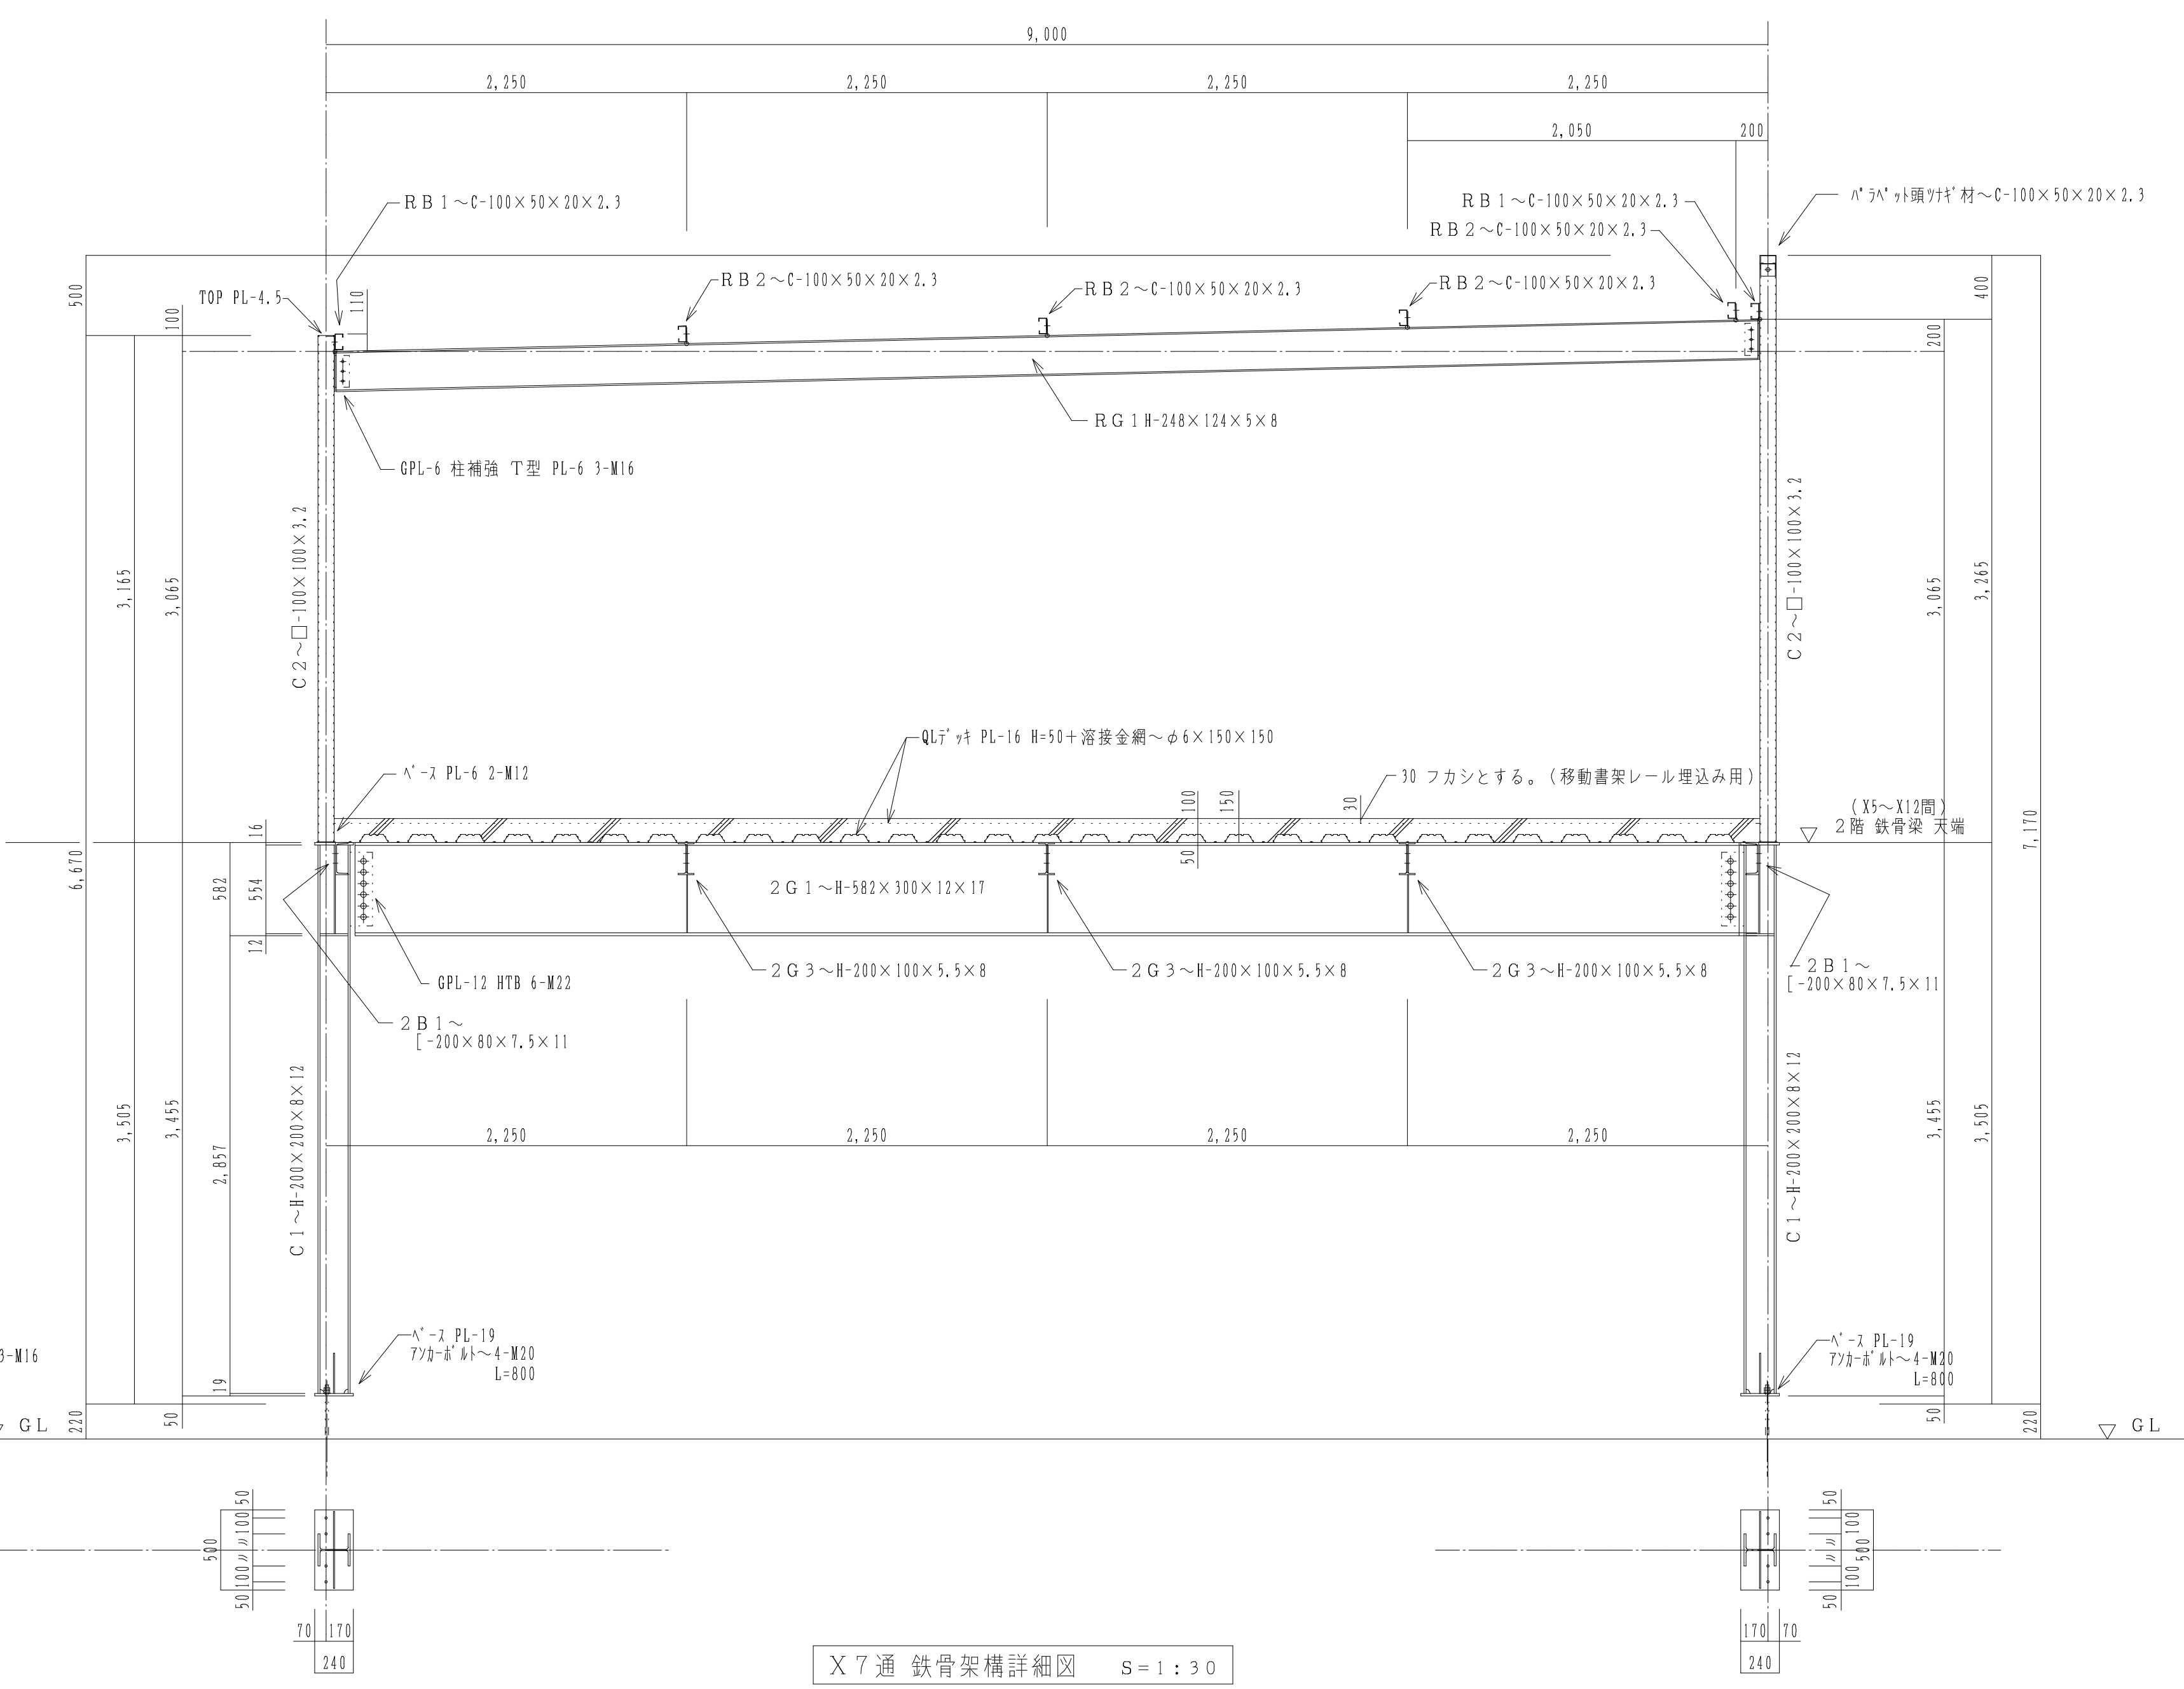 9,000
2,250
2,250
2,250
2,250
2,050
200
RB1～C-100×50×20×2.3
RB1～C-100×50×20×2.3
パラペット頭ツナギ材～C-100×50×20×2.3
RB2～C-100×50×20×2.3
RB2～C-100×50×20×2.3
RB2～C-100×50×20×2.3
RB2～C-100×50×20×2.3
TOP PL-4.5
110
500
100
400
200
RG1 H-248×124×5×8
GPL-6 柱補強 T型 PL-6 3-M16
C2～□-100×100×3.2
C2～□-100×100×3.2
3,165
3,065
3,065
3,265
QLデッキ PL-16 H=50＋溶接金網～φ6×150×150
ベース PL-6 2-M12
30 フカシとする。（移動書架レール埋込み用）
100
150
30
50
（X5～X12間）
2階 鉄骨梁 天端
6,670
7,170
16
582
554
12
2G1～H-582×300×12×17
2G3～H-200×100×5.5×8
2G3～H-200×100×5.5×8
2G3～H-200×100×5.5×8
GPL-12 HTB 6-M22
2B1～
[-200×80×7.5×11
2B1～
[-200×80×7.5×11
C1～H-200×200×8×12
C1～H-200×200×8×12
2,250
2,250
2,250
2,250
3,505
3,455
2,857
3,455
3,505
ベース PL-19
アンカーボルト～4-M20
L=800
ベース PL-19
アンカーボルト～4-M20
L=800
3-M16
19
220
50
50
220
GL
GL
500
50
100
〃
〃
100
50
50
100
〃
〃
100
50
500
70
170
240
170
70
240
X7通 鉄骨架構詳細図 S=1:30